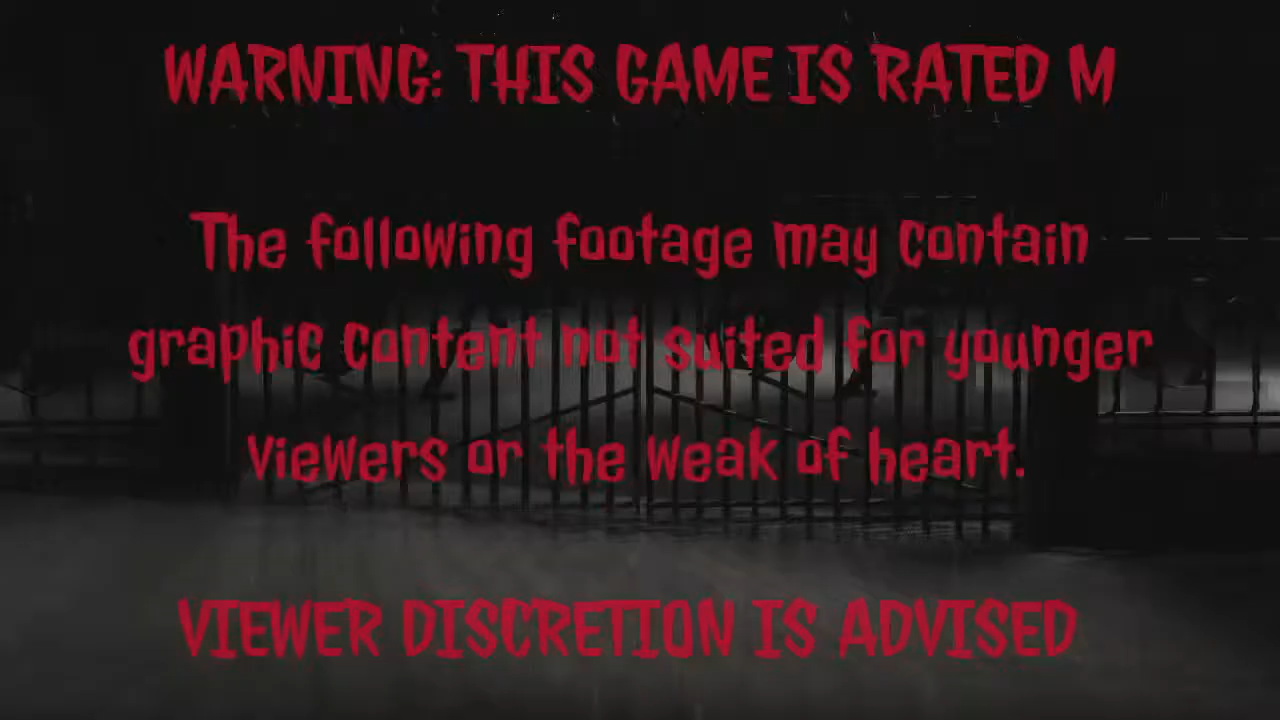 WARNING: THIS GAME IS RATED M
The following footage may contain
graphic content not suited for younger
viewers or the weak of heart.
VIEWER DISCRETION IS ADVISED